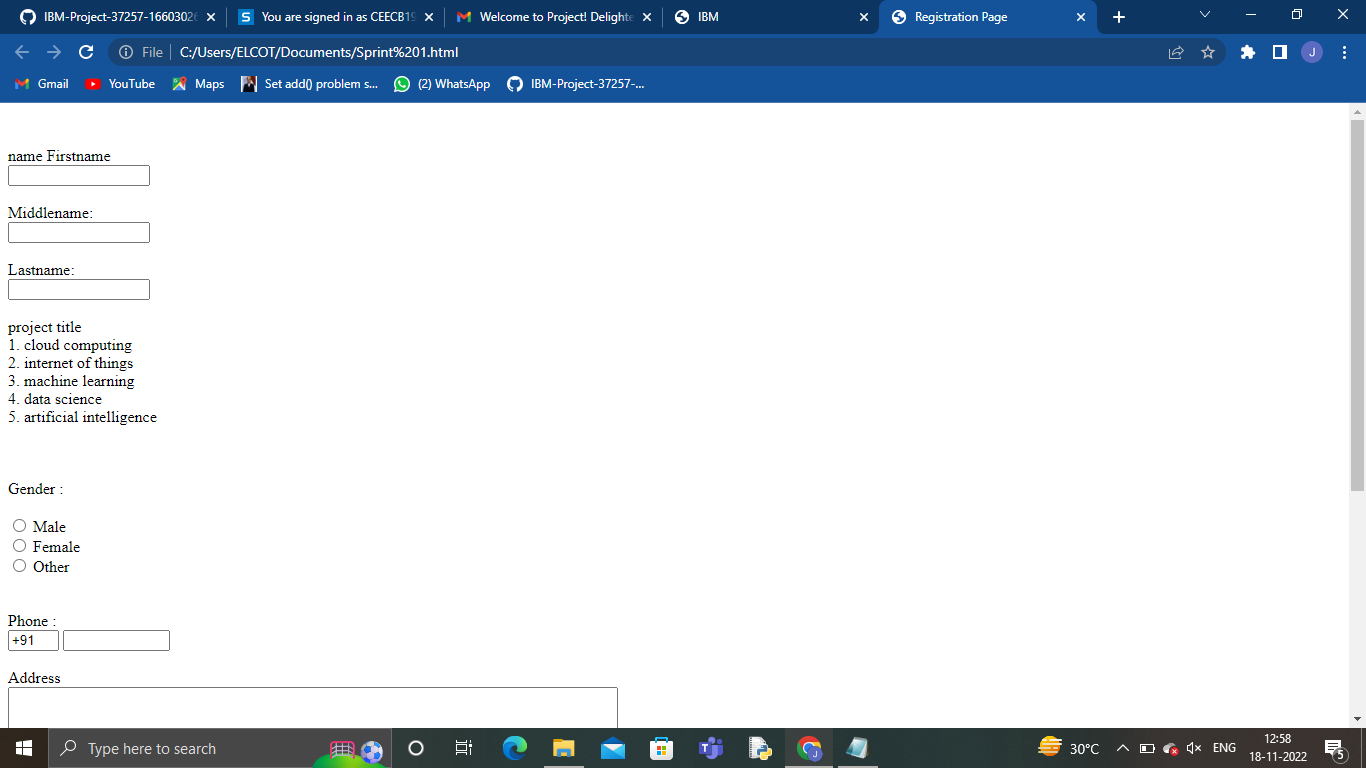 IBM-Project-37257-16603026
You are signed in as CEECB19
Welcome to Project! Delighte
IBM
Registration Page
File
C:/Users/ELCOT/Documents/Sprint%201.html
J
Gmail
YouTube
Maps
Set add() problem s...
(2) WhatsApp
IBM-Project-37257-...
name Firstname
Middlename:
Lastname:
project title
1. cloud computing
2. internet of things
3. machine learning
4. data science
5. artificial intelligence
Gender :
Male
Female
Other
Phone :
+91
Address
Type here to search
30°C
ENG
12:58
18-11-2022
5